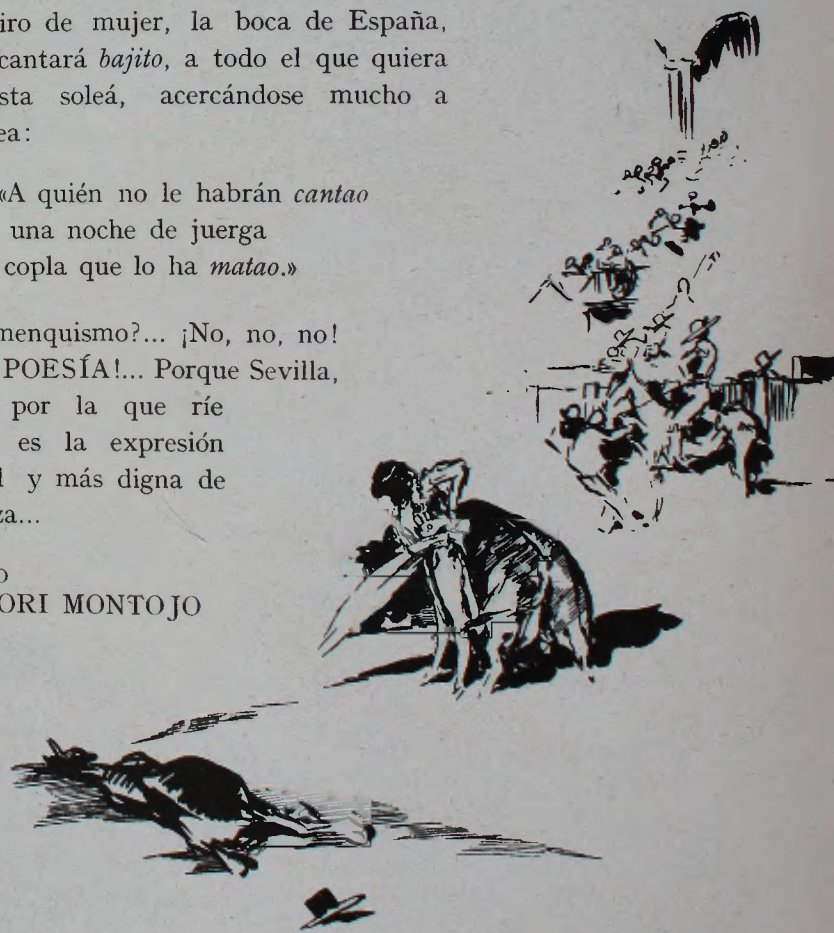 iro de mujer, la boca de España,
cantará bajito, a todo el que quiera
sta soleá, acercándose mucho a
ea:
«A quién no le habrán cantao
una noche de juerga
copla que lo ha matao.»
menquismo?... ¡No, no, no!
POESÍA!... Porque Sevilla,
por la que ríe
es la expresión
l y más digna de
za...
o
ORI MONTOJO